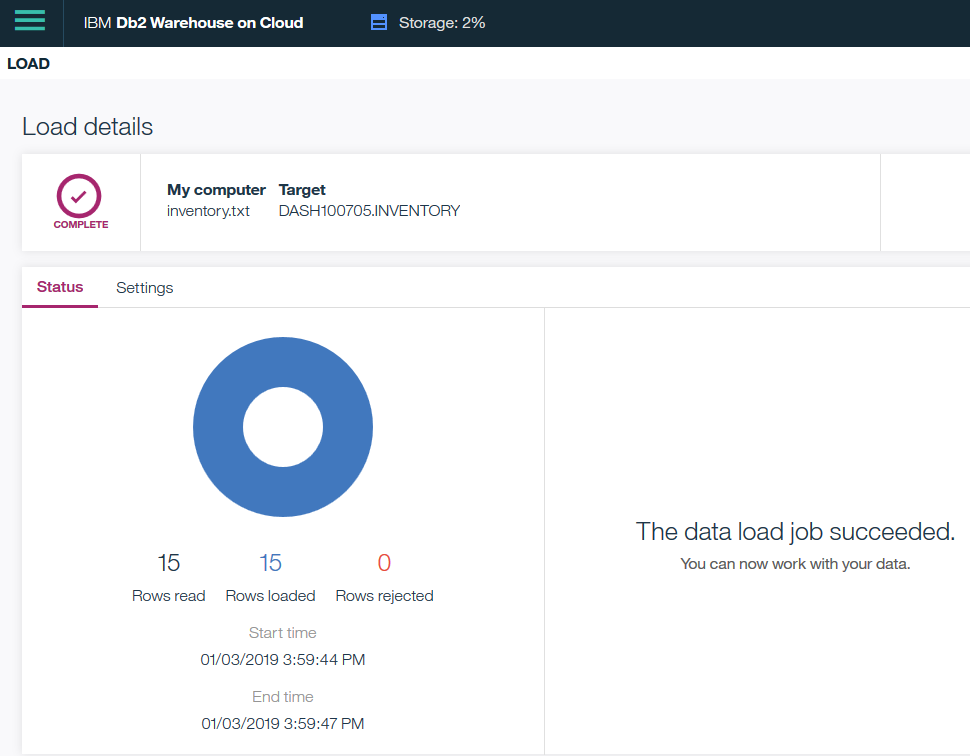 IBM Db2 Warehouse on Cloud Storage: 2%
LOAD
Load details
COMPLETE
My computer Target
inventory.txt DASH100705.INVENTORY
Status Settings
15 15 0
Rows read Rows loaded Rows rejected
Start time
01/03/2019 3:59:44 PM
End time
01/03/2019 3:59:47 PM
The data load job succeeded.
You can now work with your data.